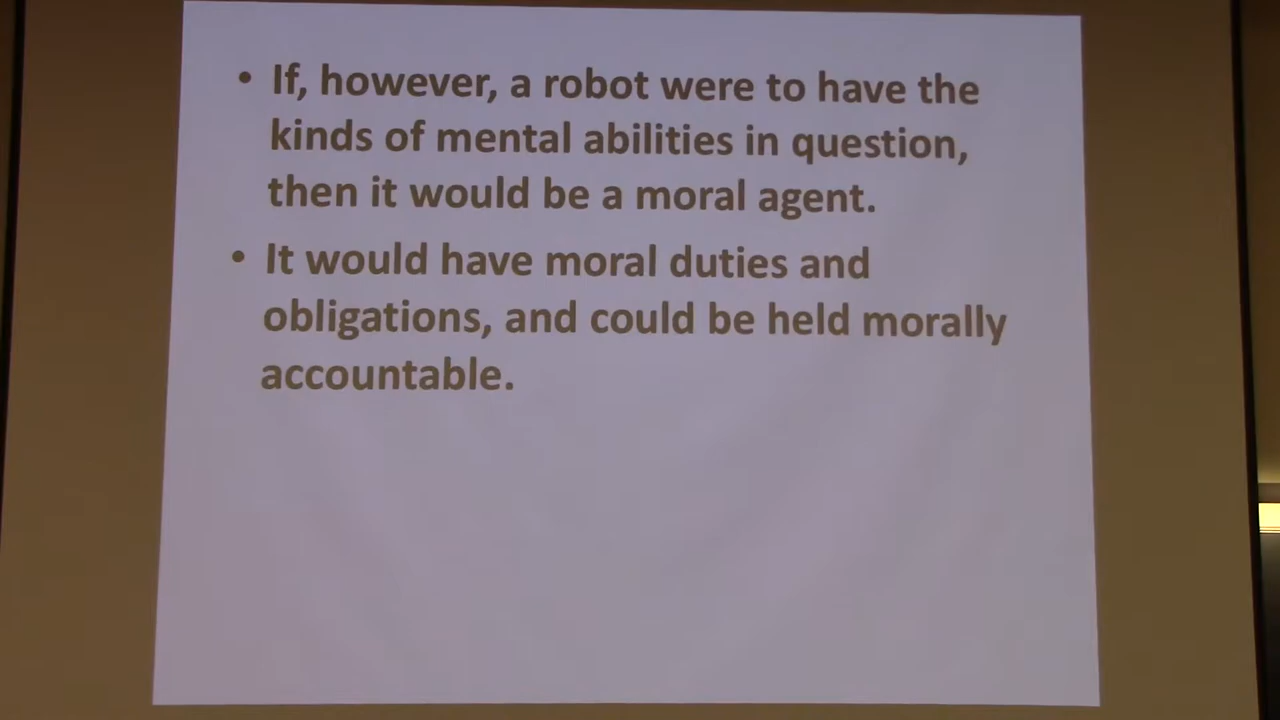 • If, however, a robot were to have the
kinds of mental abilities in question,
then it would be a moral agent.
• It would have moral duties and
obligations, and could be held morally
accountable.